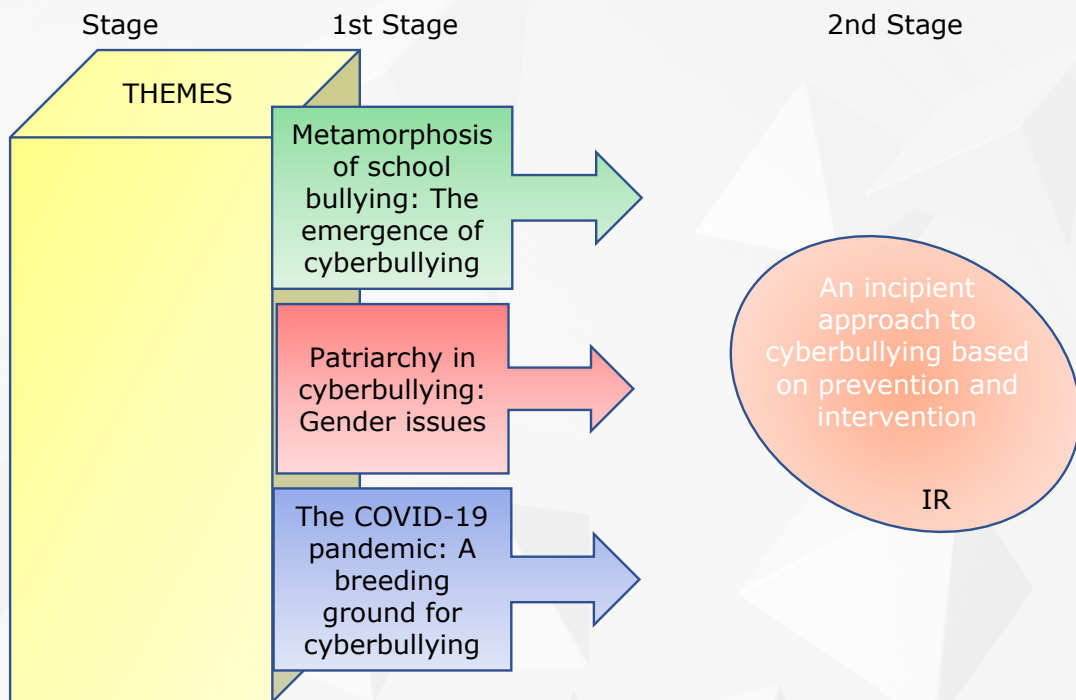 Stage
1st Stage
2nd Stage
THEMES
Metamorphosis
of school
bullying: The
emergence of
cyberbullying
Patriarchy in
cyberbullying:
Gender issues
The COVID-19
pandemic: A
breeding
ground for
cyberbullying
An incipient
approach to
cyberbullying based
on prevention and
intervention
IR